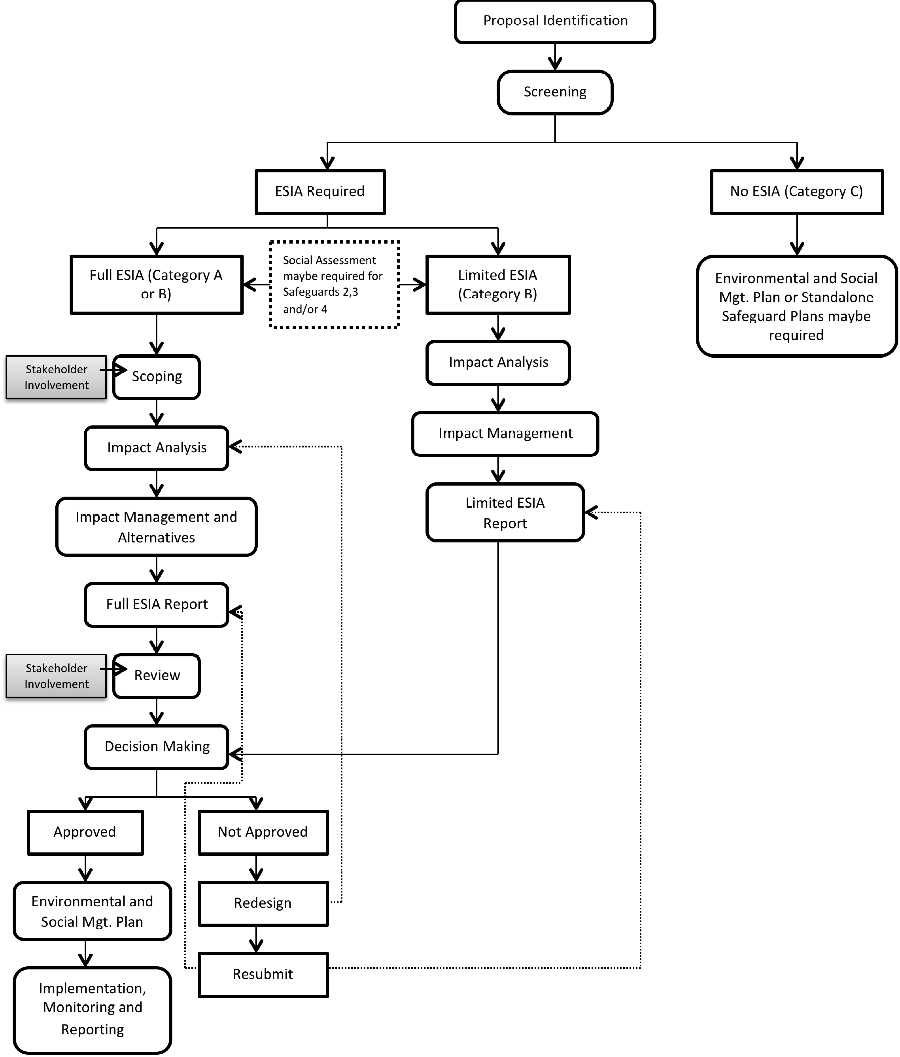 Proposal Identification
Screening
ESIA Required
No ESIA (Category C)
Full ESIA (Category A
or B)
Social Assessment
maybe required for
Safeguards 2,3
and/or 4
Limited ESIA
(Category B)
Environmental and Social
Mgt. Plan or Standalone
Safeguard Plans maybe
required
Stakeholder
Involvement
Scoping
Impact Analysis
Impact Analysis
Impact Management
Impact Management and
Alternatives
Limited ESIA
Report
Full ESIA Report
Stakeholder
Involvement
Review
Decision Making
Approved
Not Approved
Environmental and
Social Mgt. Plan
Redesign
Resubmit
Implementation,
Monitoring and
Reporting